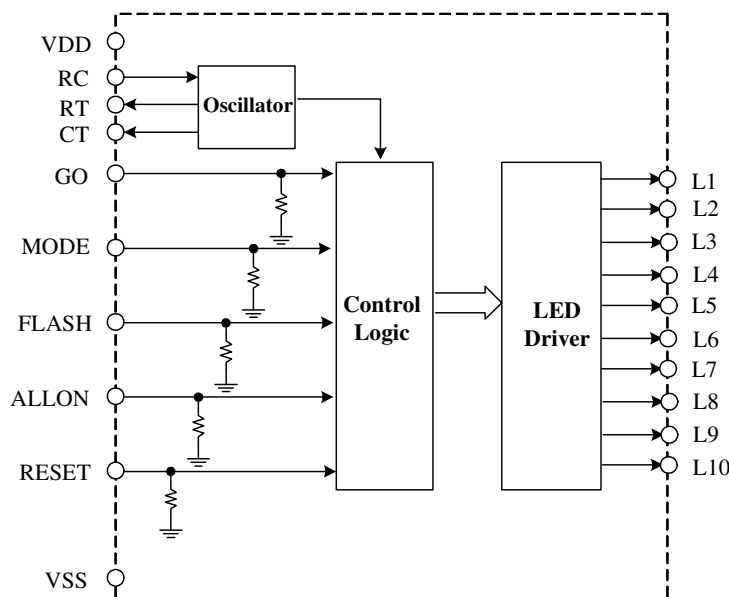 VDD
RC
RT
CT
Oscillator
GO
MODE
FLASH
ALLON
RESET
VSS
Control
Logic
LED
Driver
L1
L2
L3
L4
L5
L6
L7
L8
L9
L10